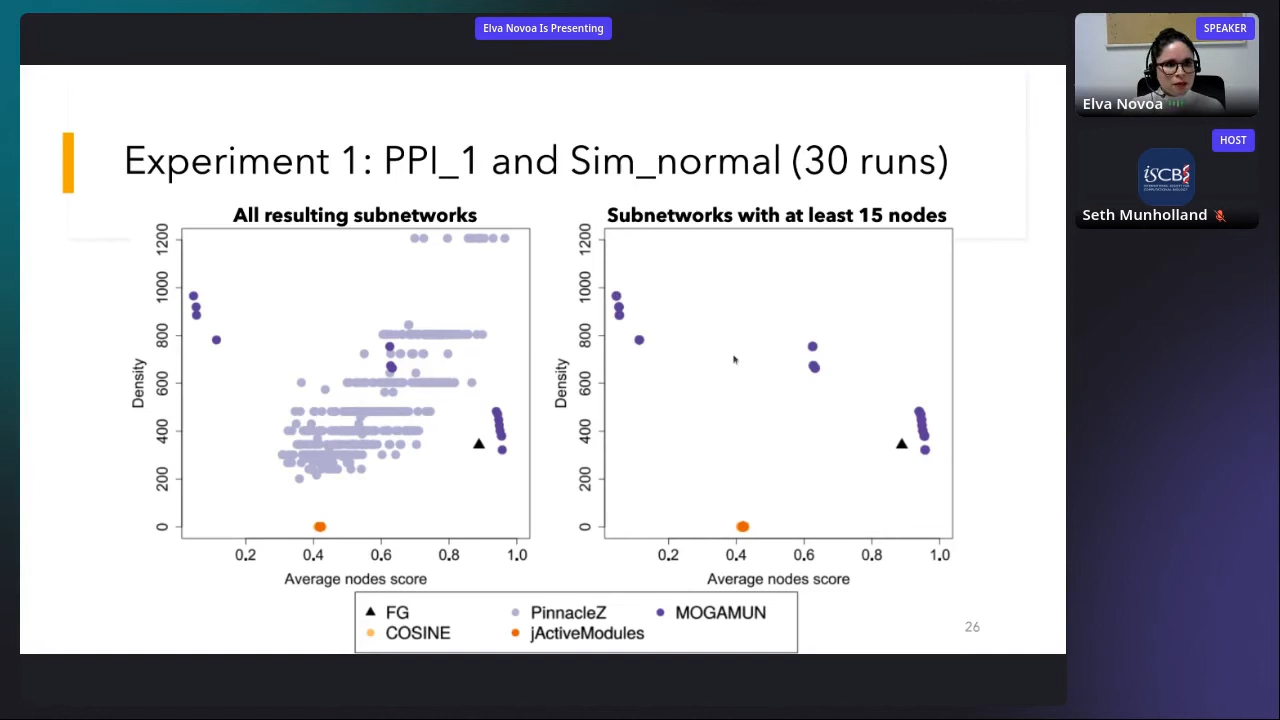 Elva Novoa Is Presenting
SPEAKER
Elva Novoa
HOST
iSCB
Seth Munholland
Experiment 1: PPI_1 and Sim_normal (30 runs)
All resulting subnetworks
Subnetworks with at least 15 nodes
Density
1200
1000
800
600
400
200
0
0.2 0.4 0.6 0.8 1.0
Average nodes score
Density
1200
1000
800
600
400
200
0
0.2 0.4 0.6 0.8 1.0
Average nodes score
FG PinnacleZ MOGAMUN
COSINE jActiveModules
26